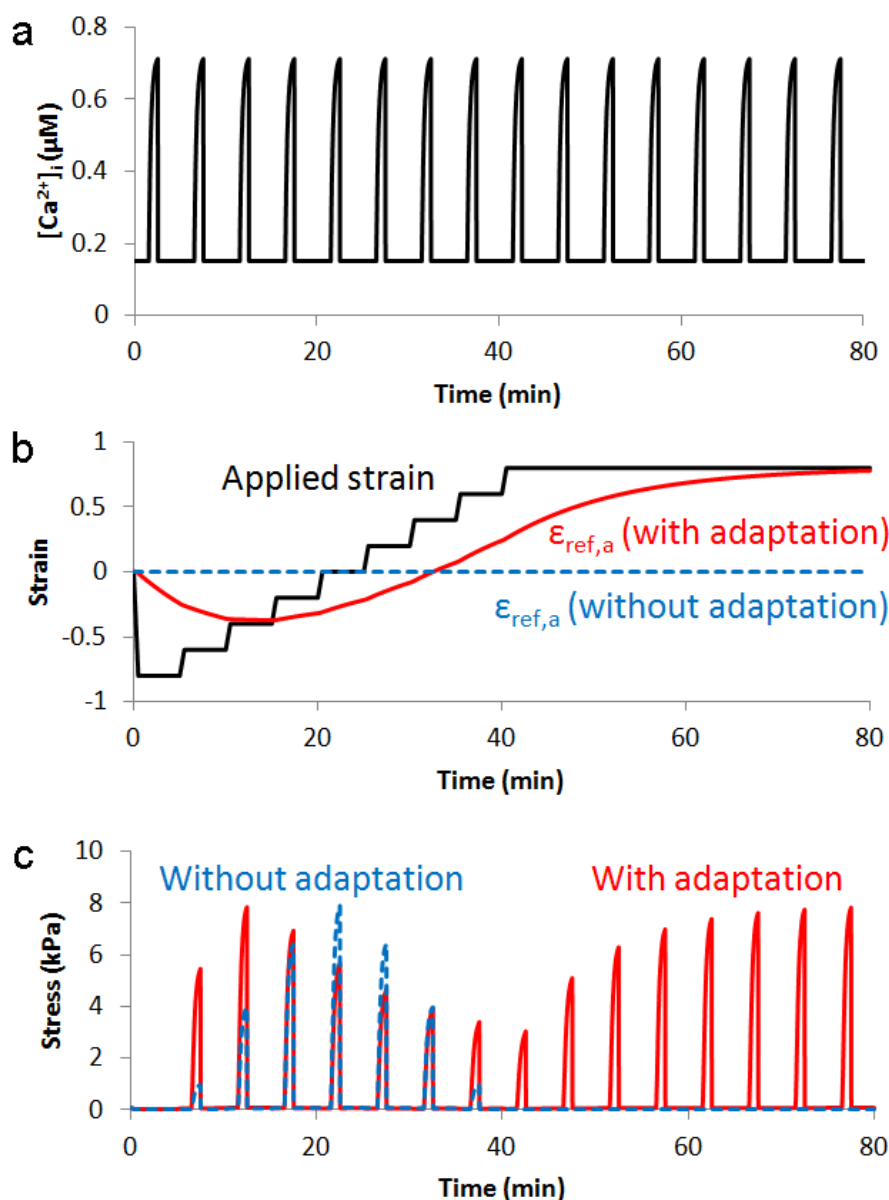 a
0.8
0.6
0.4
0.2
0
[Ca²⁺]ᵢ (μM)
0 20 40 60 80
Time (min)
b
1
0.5
0
-0.5
-1
Strain
Applied strain
ε_ref,a (with adaptation)
ε_ref,a (without adaptation)
0 20 40 60 80
Time (min)
c
10
8
6
4
2
0
Stress (kPa)
Without adaptation With adaptation
0 20 40 60 80
Time (min)